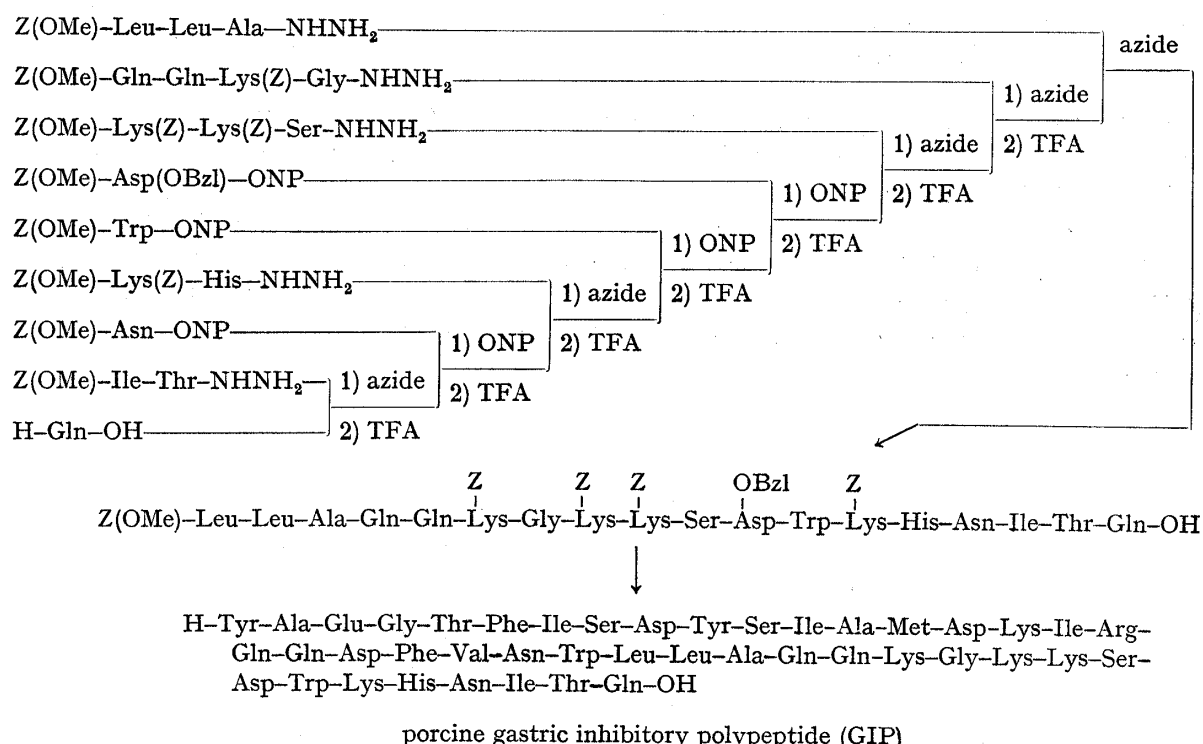 Z(OMe)–Leu–Leu–Ala—NHNH₂
azide
Z(OMe)–Gln–Gln–Lys(Z)–Gly–NHNH₂
1) azide
Z(OMe)–Lys(Z)–Lys(Z)–Ser–NHNH₂
1) azide
2) TFA
Z(OMe)–Asp(OBzl)–ONP
1) ONP
2) TFA
Z(OMe)–Trp—ONP
1) ONP
2) TFA
Z(OMe)–Lys(Z)–His–NHNH₂
1) azide
2) TFA
Z(OMe)–Asn–ONP
1) ONP
2) TFA
Z(OMe)–Ile–Thr–NHNH₂
1) azide
2) TFA
H–Gln–OH
2) TFA
Z Z Z OBzl Z
Z(OMe)–Leu–Leu–Ala–Gln–Gln–Lys–Gly–Lys–Lys–Ser–Asp–Trp–Lys–His–Asn–Ile–Thr–Gln–OH
H–Tyr–Ala–Glu–Gly–Thr–Phe–Ile–Ser–Asp–Tyr–Ser–Ile–Ala–Met–Asp–Lys–Ile–Arg–
Gln–Gln–Asp–Phe–Val–Asn–Trp–Leu–Leu–Ala–Gln–Gln–Lys–Gly–Lys–Lys–Ser–
Asp–Trp–Lys–His–Asn–Ile–Thr–Gln–OH
porcine gastric inhibitory polypeptide (GIP)